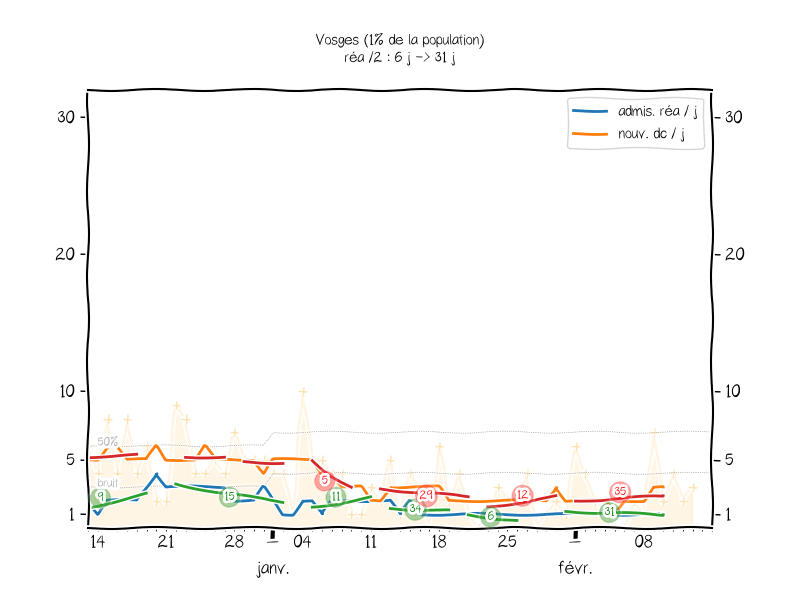 Vosges (1% de la population)
réa /2 : 6 j -> 31 j
admis. réa / j
nouv. dc / j
30 30
20 20
10 10
50%
5 5
5
bruit
9 15 11 29 12 35
34 6 31
1 1
14 21 28 04 11 18 25 08
janv. févr.